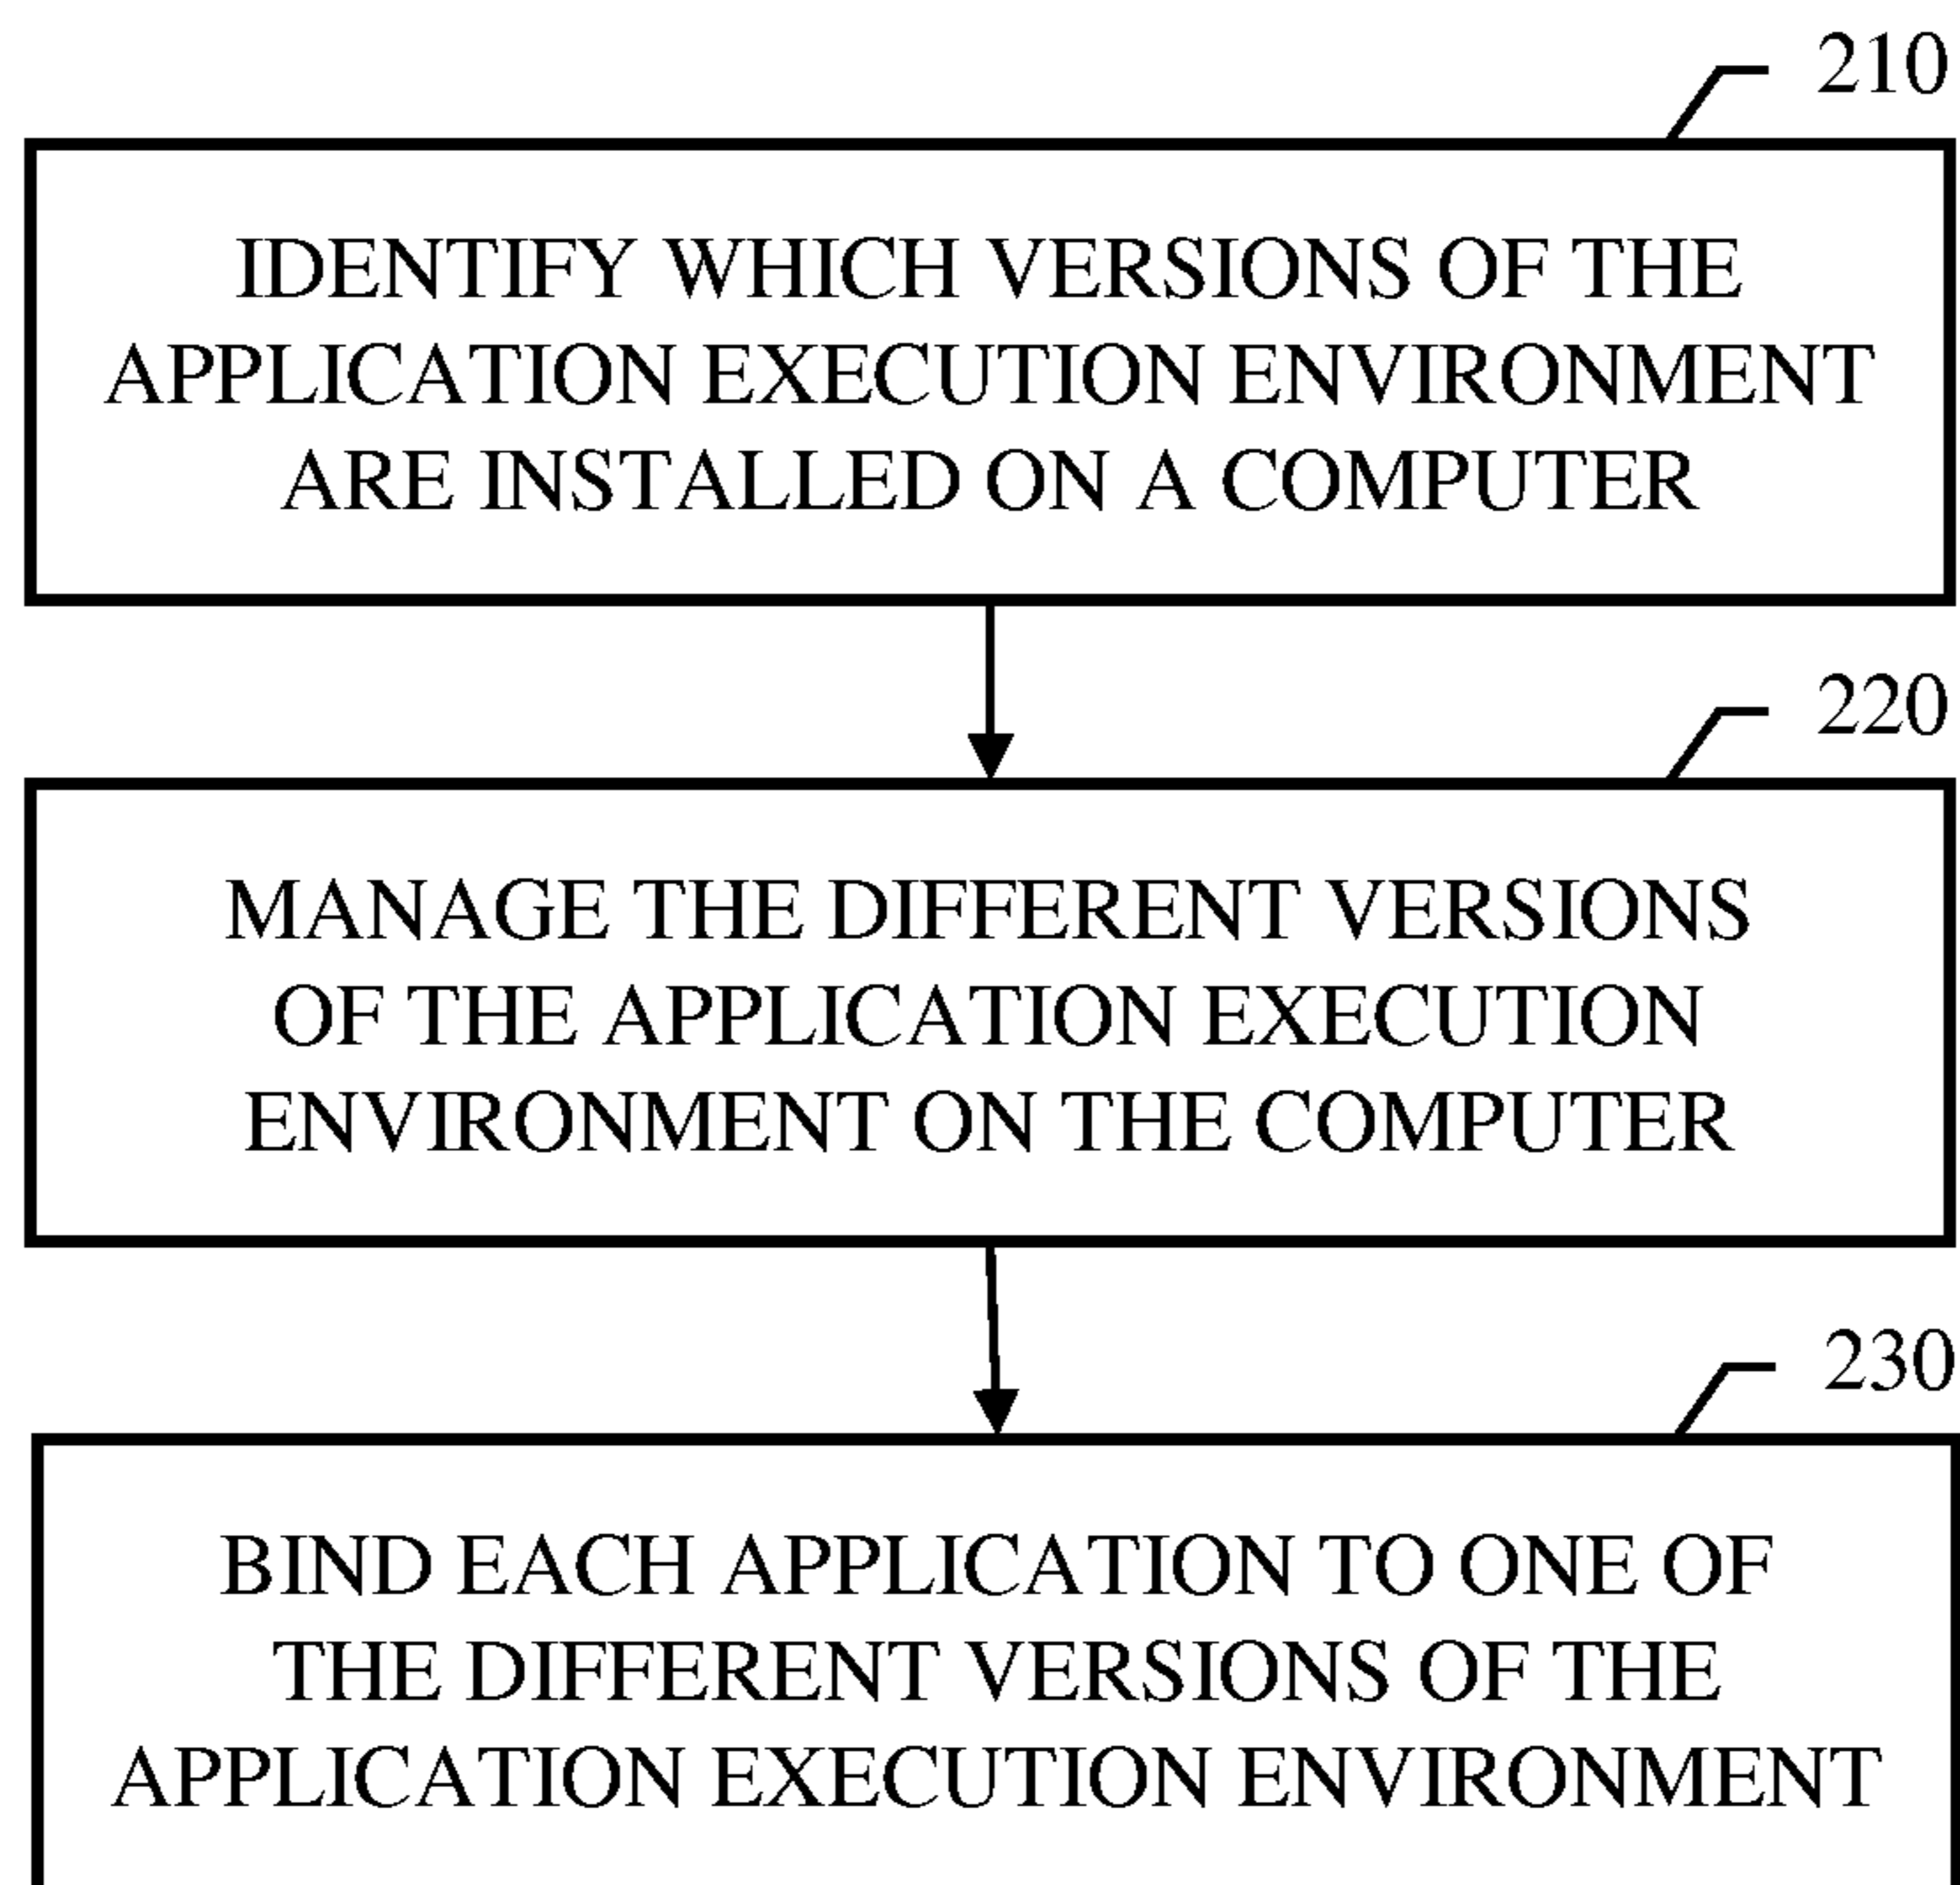 210
IDENTIFY WHICH VERSIONS OF THE
APPLICATION EXECUTION ENVIRONMENT
ARE INSTALLED ON A COMPUTER
220
MANAGE THE DIFFERENT VERSIONS
OF THE APPLICATION EXECUTION
ENVIRONMENT ON THE COMPUTER
230
BIND EACH APPLICATION TO ONE OF
THE DIFFERENT VERSIONS OF THE
APPLICATION EXECUTION ENVIRONMENT